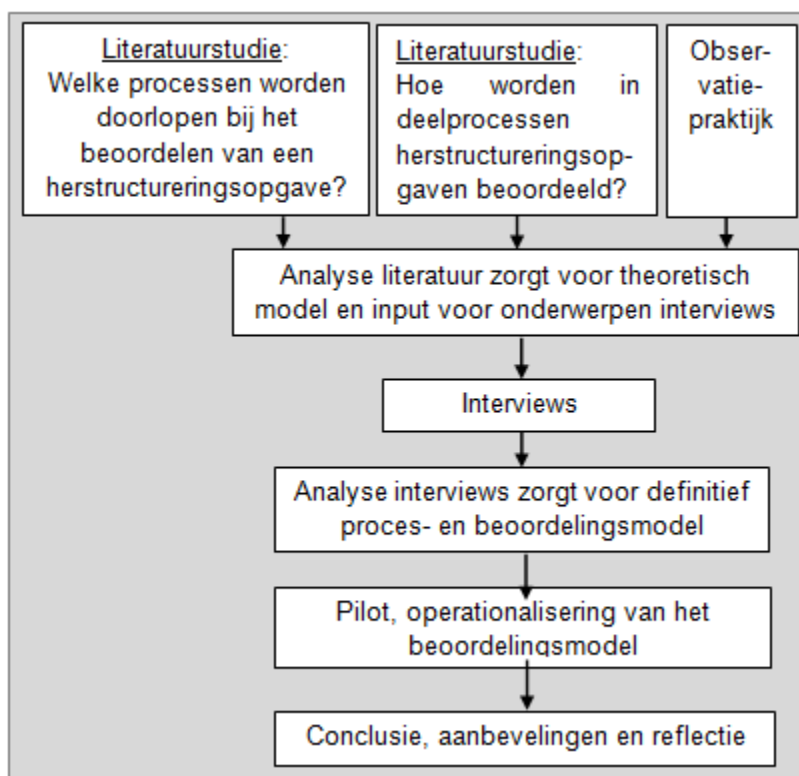 Literatuurstudie:
Welke processen worden
doorlopen bij het
beoordelen van een
herstructureringsopgave?
Literatuurstudie:
Hoe worden in
deelprocessen
herstructureringsop-
gaven beoordeeld?
Obser-
vatie-
praktijk
Analyse literatuur zorgt voor theoretisch
model en input voor onderwerpen interviews
Interviews
Analyse interviews zorgt voor definitief
proces- en beoordelingsmodel
Pilot, operationalisering van het
beoordelingsmodel
Conclusie, aanbevelingen en reflectie